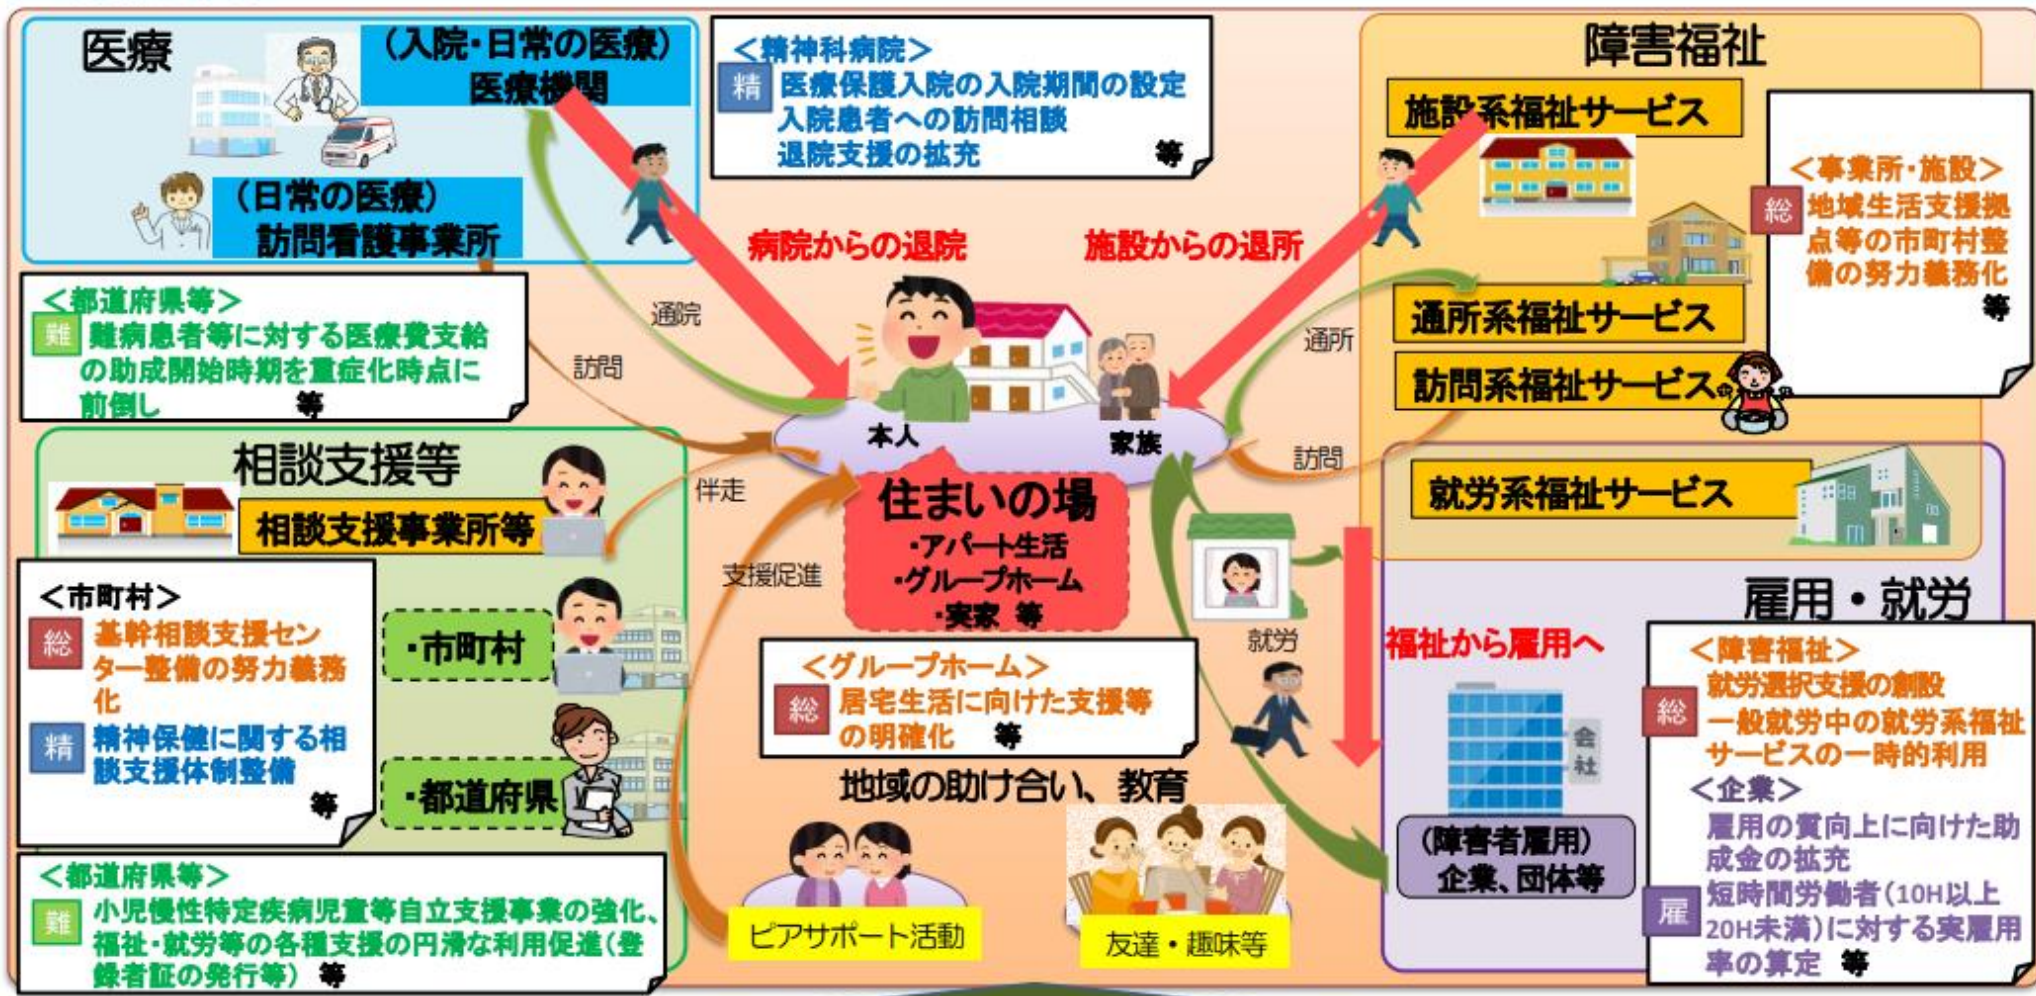 医療
(入院・日常の医療)
医療機関
(日常の医療)
訪問看護事業所
＜精神科病院＞
精
医療保護入院の入院期間の設定
入院患者への訪問相談
退院支援の拡充　等
障害福祉
施設系福祉サービス
通所系福祉サービス
訪問系福祉サービス
就労系福祉サービス
＜事業所・施設＞
総
地域生活支援拠
点等の市町村整
備の努力義務化
等
病院からの退院
施設からの退所
＜都道府県等＞
難
難病患者等に対する医療費支給
の助成開始時期を重症化時点に
前倒し　等
通院
訪問
通所
訪問
本人
家族
住まいの場
・アパート生活
・グループホーム
・実家 等
相談支援等
相談支援事業所等
伴走
支援促進
＜市町村＞
総
基幹相談支援セン
ター整備の努力義務
化
精
精神保健に関する相
談支援体制整備
等
・市町村
・都道府県
＜都道府県等＞
難
小児慢性特定疾病児童等自立支援事業の強化、
福祉・就労等の各種支援の円滑な利用促進(登
録者証の発行等)　等
＜グループホーム＞
総
居宅生活に向けた支援等
の明確化　等
地域の助け合い、教育
ピアサポート活動
友達・趣味等
就労
福祉から雇用へ
雇用・就労
会
社
(障害者雇用)
企業、団体等
＜障害福祉＞
総
就労選択支援の創設
一般就労中の就労系福祉
サービスの一時的利用
＜企業＞
雇用の質向上に向けた助
成金の拡充
雇
短時間労働者(10H以上
20H未満)に対する実雇用
率の算定　等